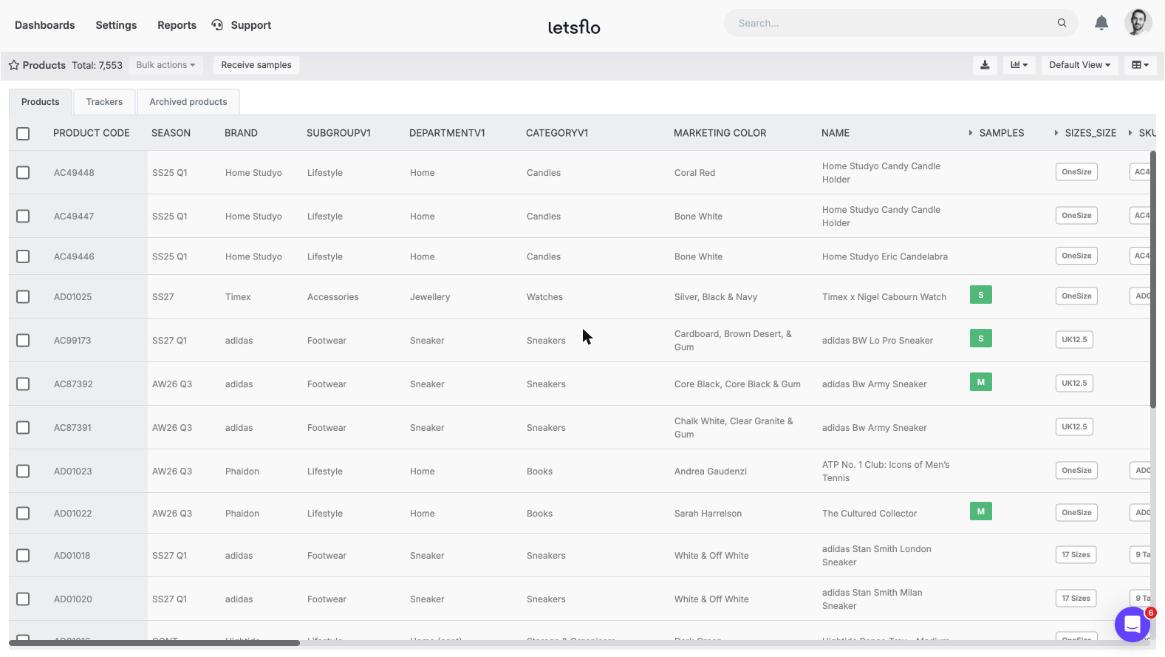 Dashboards Settings Reports Support letsflo Search...
Products Total: 7,553 Bulk actions Receive samples Default View
Products Trackers Archived products
PRODUCT CODE SEASON BRAND SUBGROUPV1 DEPARTMENTV1 CATEGORYV1 MARKETING COLOR NAME SAMPLES SIZES_SIZE SKU
AC49448 SS25 Q1 Home Studyo Lifestyle Home Candles Coral Red Home Studyo Candy Candle OneSize AC4
Holder
AC49447 SS25 Q1 Home Studyo Lifestyle Home Candles Bone White Home Studyo Candy Candle OneSize AC4
Holder
AC49446 SS25 Q1 Home Studyo Lifestyle Home Candles Bone White Home Studyo Eric Candelabra OneSize AC4
AD01025 SS27 Timex Accessories Jewellery Watches Silver, Black & Navy Timex x Nigel Cabourn Watch S OneSize AD0
AC99173 SS27 Q1 adidas Footwear Sneaker Sneakers Cardboard, Brown Desert, & adidas BW Lo Pro Sneaker S UK12.5
Gum
AC87392 AW26 Q3 adidas Footwear Sneaker Sneakers Core Black, Core Black & Gum adidas Bw Army Sneaker M UK12.5
AC87391 AW26 Q3 adidas Footwear Sneaker Sneakers Chalk White, Clear Granite & adidas Bw Army Sneaker UK12.5
Gum
AD01023 AW26 Q3 Phaidon Lifestyle Home Books Andrea Gaudenzi ATP No. 1 Club: Icons of Men's OneSize AD0
Tennis
AD01022 AW26 Q3 Phaidon Lifestyle Home Books Sarah Harrelson The Cultured Collector M OneSize AD0
AD01018 SS27 Q1 adidas Footwear Sneaker Sneakers White & Off White adidas Stan Smith London 17 Sizes 9 Ta
Sneaker
AD01020 SS27 Q1 adidas Footwear Sneaker Sneakers White & Off White adidas Stan Smith Milan 17 Sizes 9 Ta
Sneaker
6